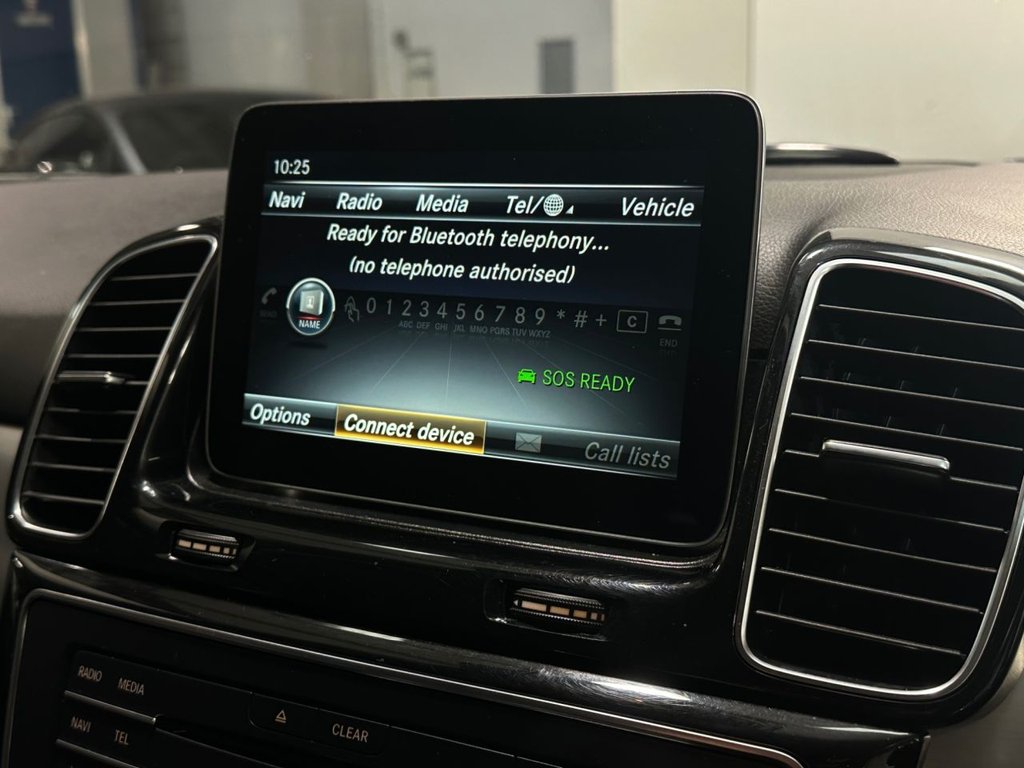 10:25
Navi Radio Media Tel/ Vehicle
Ready for Bluetooth telephony...
(no telephone authorised)
0 1 2 3 4 5 6 7 8 9 * # + C
ABC DEF GHI JKL MNO PQRS TUV WXYZ
NAME
END
SOS READY
Options Connect device Call lists
RADIO MEDIA
NAVI TEL
CLEAR